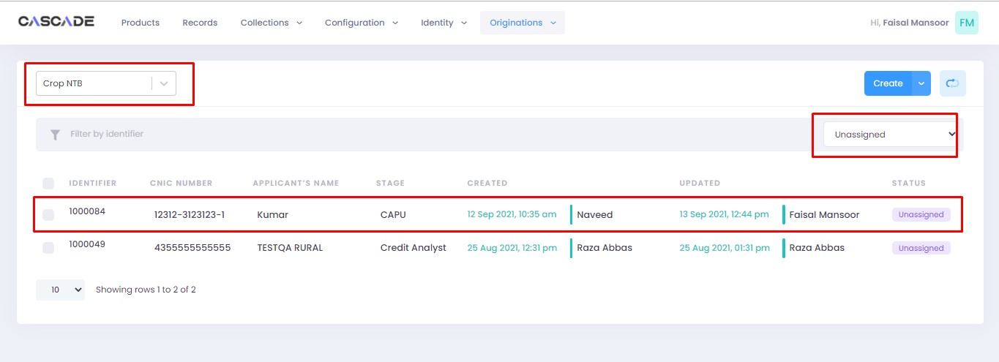 CASCADE Products Records Collections Configuration Identity Originations Hi, Faisal Mansoor FM
Crop NTB Create
Filter by identifier Unassigned
IDENTIFIER CNIC NUMBER APPLICANT'S NAME STAGE CREATED UPDATED STATUS
1000084 12312-3123123-1 Kumar CAPU 12 Sep 2021, 10:35 am Naveed 13 Sep 2021, 12:44 pm Faisal Mansoor Unassigned
1000049 4355555555555 TESTQA RURAL Credit Analyst 25 Aug 2021, 12:31 pm Raza Abbas 25 Aug 2021, 01:31 pm Raza Abbas Unassigned
10 Showing rows 1 to 2 of 2